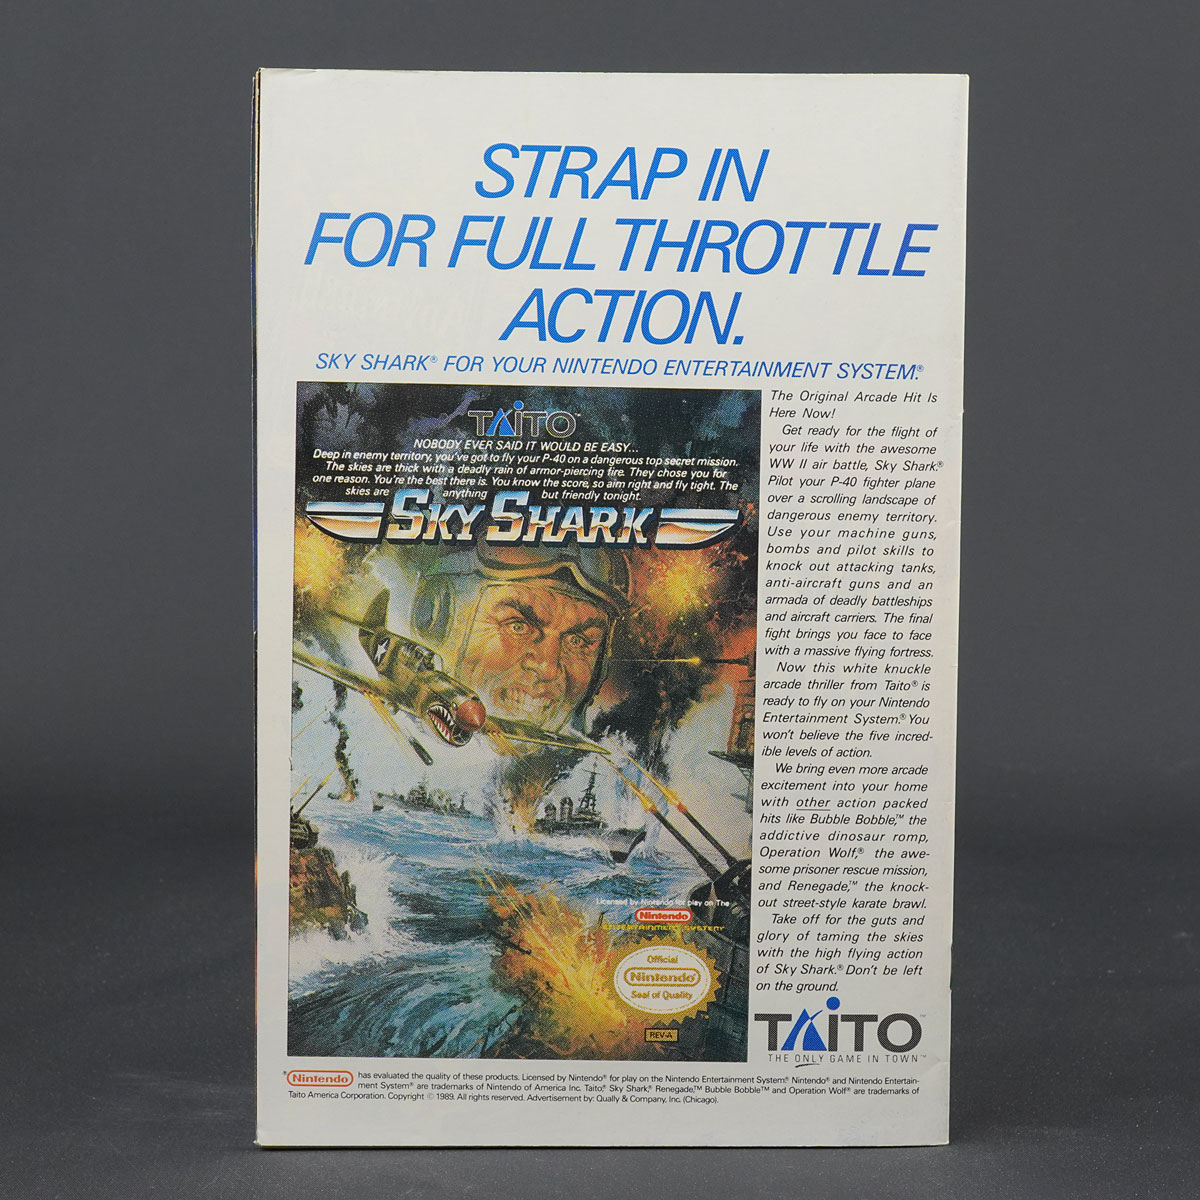 STRAP IN
FOR FULL THROTTLE
ACTION.
SKY SHARK® FOR YOUR NINTENDO ENTERTAINMENT SYSTEM.®
TAITO™
NOBODY EVER SAID IT WOULD BE EASY...
Deep in enemy territory, you've got to fly your P-40 on a dangerous top secret mission.
The skies are thick with a deadly rain of armor-piercing fire. They chose you for
one reason. You're the best there is. You know the score, so aim right and fly tight. The
skies are anything but friendly tonight.
SKY SHARK
Licensed by Nintendo for play on The
Nintendo
ENTERTAINMENT SYSTEM™
Official
Nintendo®
Seal of Quality
REV-A
The Original Arcade Hit Is
Here Now!
Get ready for the flight of
your life with the awesome
WW II air battle, Sky Shark.®
Pilot your P-40 fighter plane
over a scrolling landscape of
dangerous enemy territory.
Use your machine guns,
bombs and pilot skills to
knock out attacking tanks,
anti-aircraft guns and an
armada of deadly battleships
and aircraft carriers. The final
fight brings you face to face
with a massive flying fortress.
Now this white knuckle
arcade thriller from Taito® is
ready to fly on your Nintendo
Entertainment System.® You
won't believe the five incred-
ible levels of action.
We bring even more arcade
excitement into your home
with other action packed
hits like Bubble Bobble,™ the
addictive dinosaur romp,
Operation Wolf,® the awe-
some prisoner rescue mission,
and Renegade,™ the knock-
out street-style karate brawl.
Take off for the guts and
glory of taming the skies
with the high flying action
of Sky Shark.® Don't be left
on the ground.
TAITO™
THE ONLY GAME IN TOWN™
*Nintendo has evaluated the quality of these products. Licensed by Nintendo® for play on the Nintendo Entertainment System.® Nintendo® and Nintendo Entertain-
ment System® are trademarks of Nintendo of America Inc. Taito,® Sky Shark,® Renegade,™ Bubble Bobble™ and Operation Wolf® are trademarks of
Taito America Corporation. Copyright © 1989. All rights reserved. Advertisement by: Qually & Company, Inc. (Chicago).